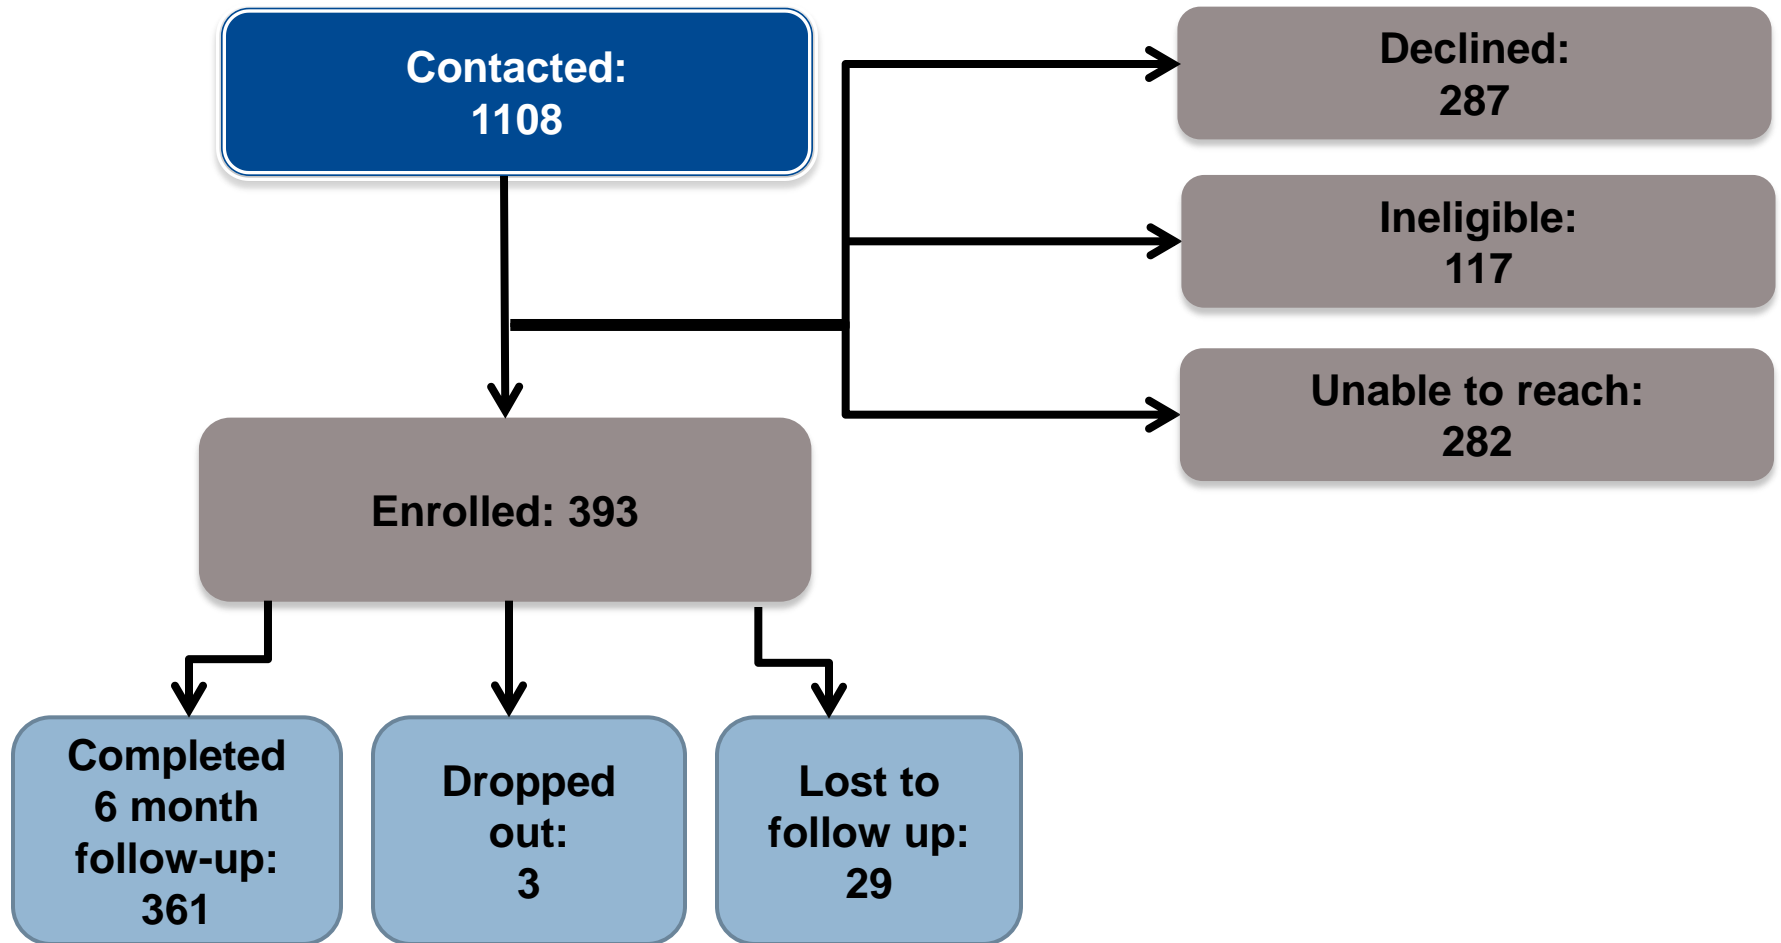 Contacted:
1108
Declined:
287
Ineligible:
117
Unable to reach:
282
Enrolled: 393
Completed
6 month
follow-up:
361
Dropped
out:
3
Lost to
follow up:
29